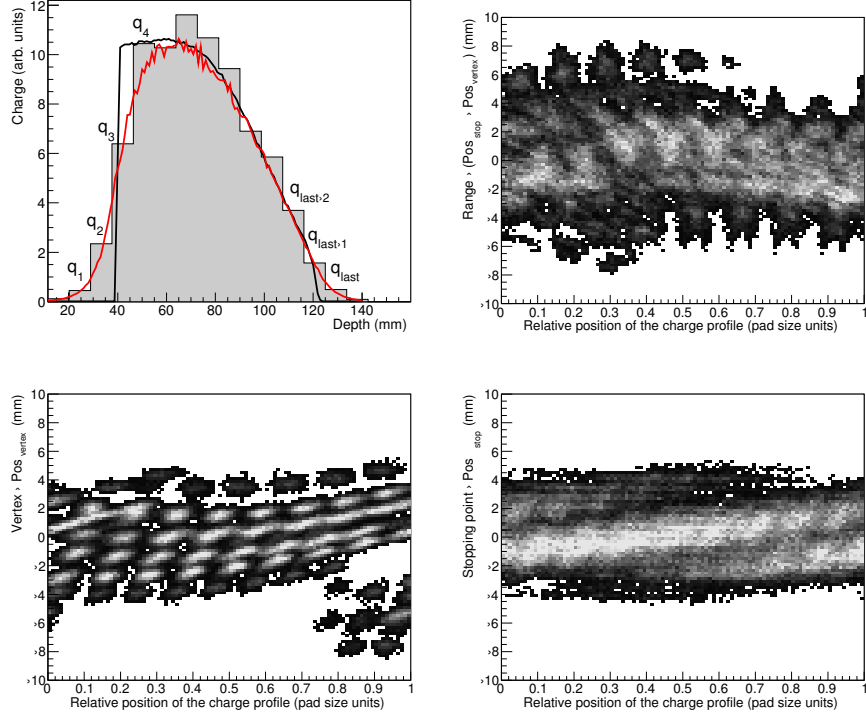 Charge (arb. units)
12
10
8
6
4
2
0
q1
q2
q3
q4
qlast›2
qlast›1
qlast
20 40 60 80 100 120 140
Depth (mm)
Range › (Pos stop › Pos vertex) (mm)
10
8
6
4
2
0
›2
›4
›6
›8
›10
0 0.1 0.2 0.3 0.4 0.5 0.6 0.7 0.8 0.9 1
Relative position of the charge profile (pad size units)
Vertex › Pos vertex (mm)
10
8
6
4
2
0
›2
›4
›6
›8
›10
0 0.1 0.2 0.3 0.4 0.5 0.6 0.7 0.8 0.9 1
Relative position of the charge profile (pad size units)
Stopping point › Pos stop (mm)
10
8
6
4
2
0
›2
›4
›6
›8
›10
0 0.1 0.2 0.3 0.4 0.5 0.6 0.7 0.8 0.9 1
Relative position of the charge profile (pad size units)